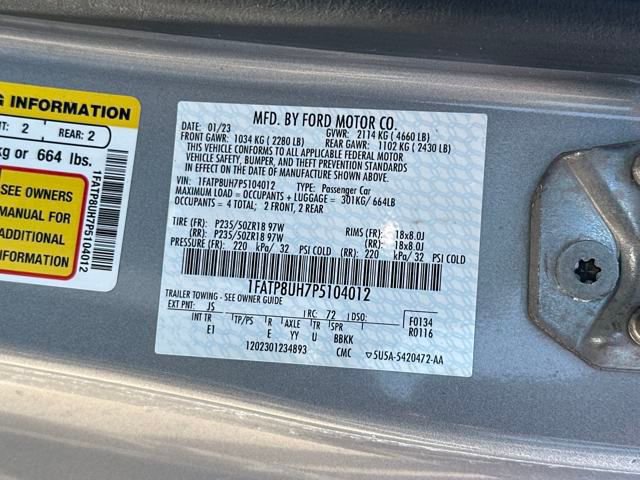 G INFORMATION
NT: 2 REAR: 2
kg or 664 lbs.
SEE OWNERS
MANUAL FOR
ADDITIONAL
INFORMATION
1FATP8UH7P5104012
MFD. BY FORD MOTOR CO.
DATE: 01/23 GVWR: 2114 KG ( 4660 LB)
FRONT GAWR: 1034 KG ( 2280 LB) REAR GAWR: 1102 KG ( 2430 LB)
THIS VEHICLE CONFORMS TO ALL APPLICABLE FEDERAL MOTOR
VEHICLE SAFETY, BUMPER, AND THEFT PREVENTION STANDARDS
IN EFFECT ON THE DATE OF MANUFACTURE SHOWN ABOVE.
VIN: 1FATP8UH7P5104012 TYPE: Passenger Car
MAXIMUM LOAD = OCCUPANTS + LUGGAGE = 301KG/ 664LB
OCCUPANTS = 4 TOTAL; 2 FRONT, 2 REAR
TIRE (FR): P235/50ZR18 97W RIMS (FR): 18x8.0J
(RR): P235/50ZR18 97W (RR): 18x8.0J
PRESSURE (FR): 220 kPa/ 32 PSI COLD (RR): 220 kPa/ 32 PSI COLD
1FATP8UH7P5104012
TRAILER TOWING - SEE OWNER GUIDE
EXT PNT: JS RC: 72 DSO: F0134
INT TR TP/PS R AXLE TR SPR R0116
E1 E YY U BBKK
1202301234893 CMC 5U5A-5420472-AA